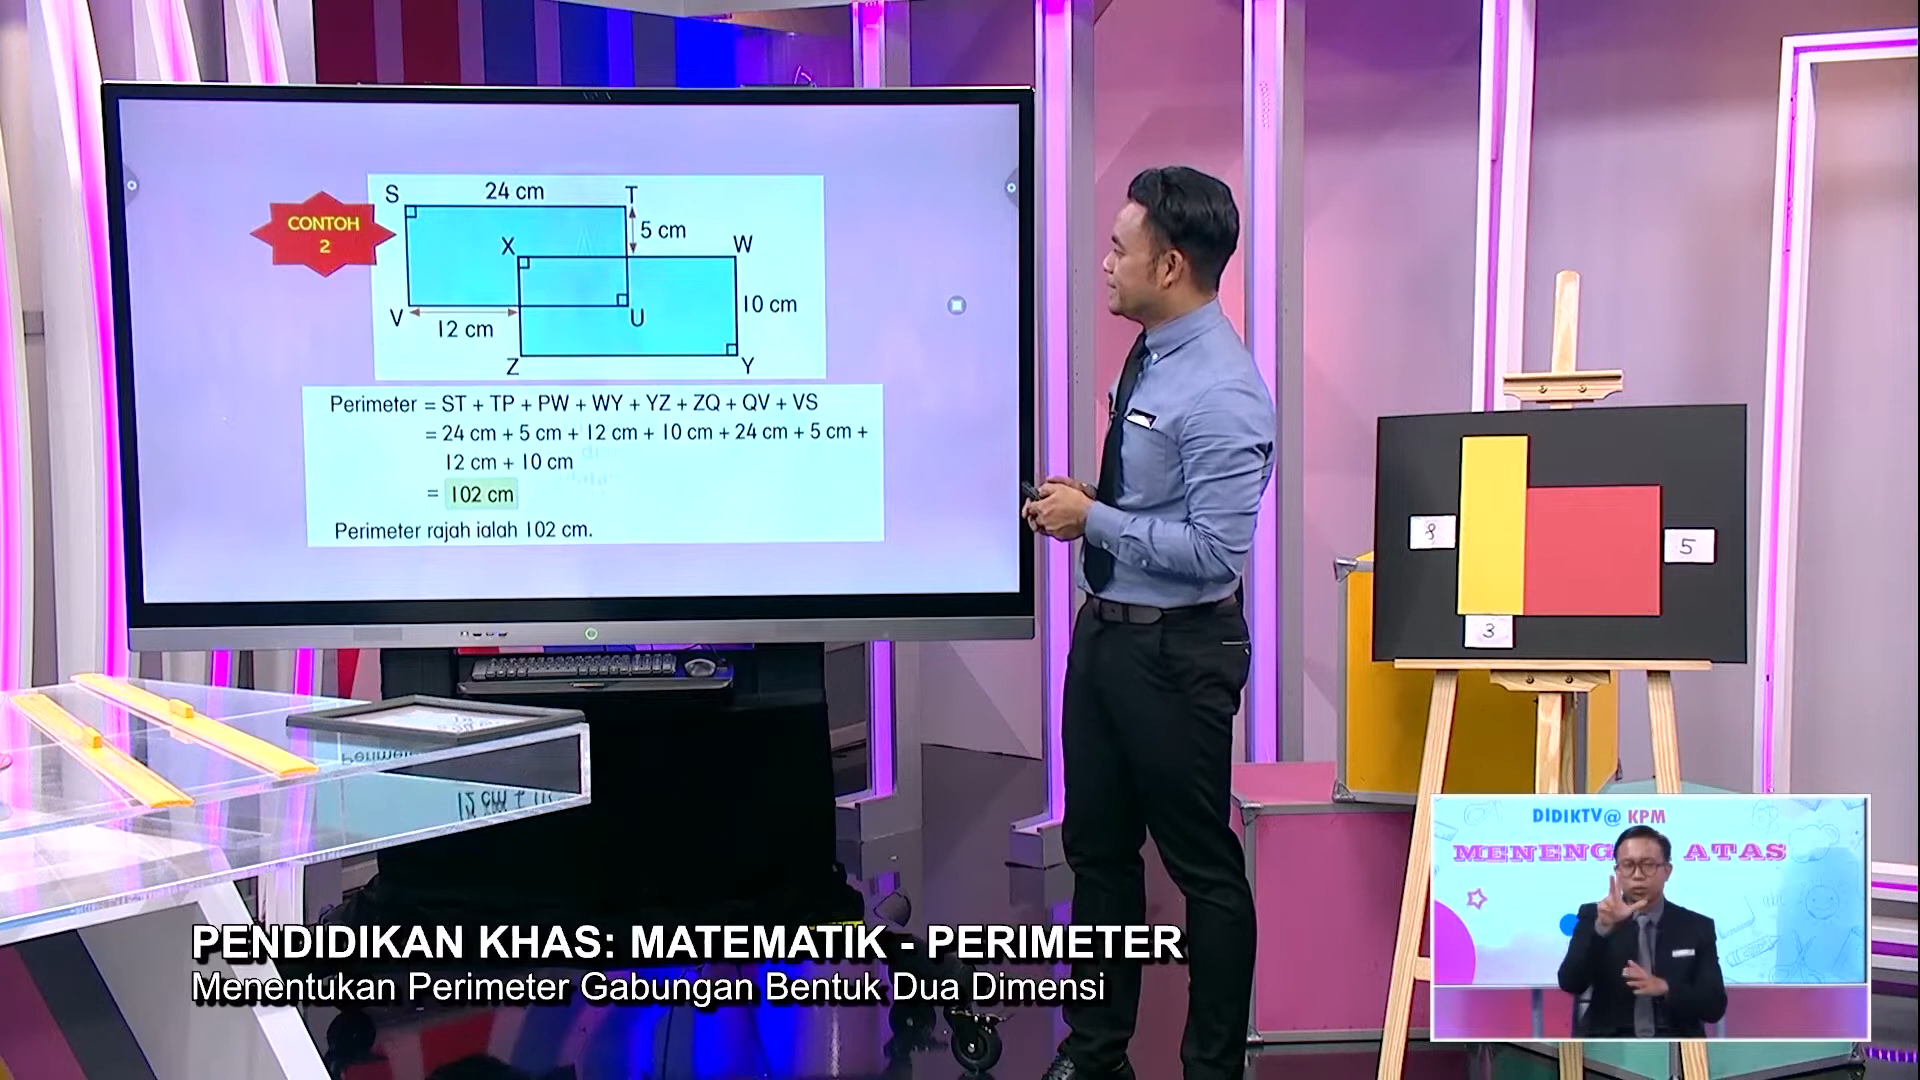 CONTOH
2
S
24 cm
T
5 cm
X
W
10 cm
V
12 cm
U
Z
Y
Perimeter = ST + TP + PW + WY + YZ + ZQ + QV + VS
= 24 cm + 5 cm + 12 cm + 10 cm + 24 cm + 5 cm +
12 cm + 10 cm
= 102 cm
Perimeter rajah ialah 102 cm.
8
5
3
DIDIKTV@ KPM
ATAS
PENDIDIKAN KHAS: MATEMATIK - PERIMETER
Menentukan Perimeter Gabungan Bentuk Dua Dimensi